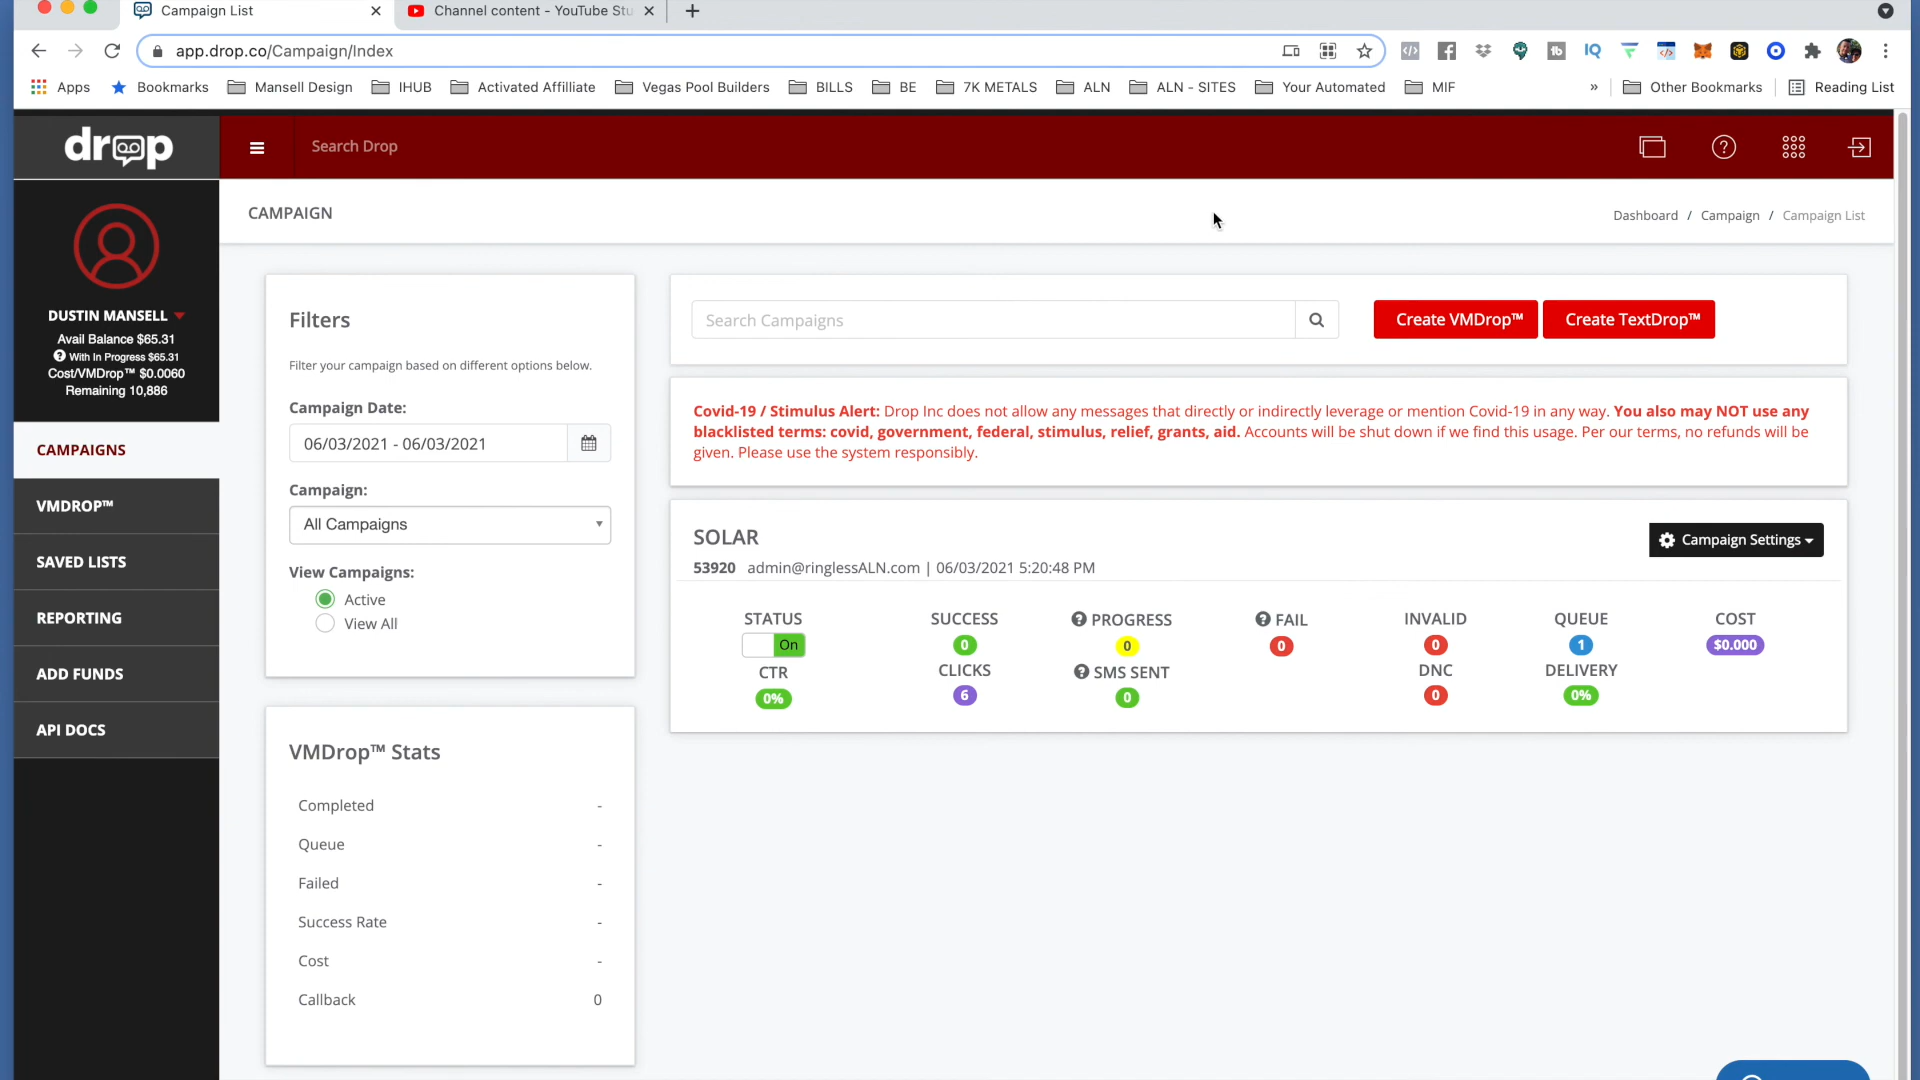 Campaign List
Channel content - YouTube Stu
app.drop.co/Campaign/Index
Apps
Bookmarks
Mansell Design
IHUB
Activated Affilliate
Vegas Pool Builders
BILLS
BE
7K METALS
ALN
ALN - SITES
Your Automated
MIF
»
Other Bookmarks
Reading List
drop
Search Drop
CAMPAIGN
Dashboard / Campaign / Campaign List
DUSTIN MANSELL
Avail Balance $65.31
With In Progress $65.31
Cost/VMDrop™ $0.0060
Remaining 10,886
CAMPAIGNS
VMDROP™
SAVED LISTS
REPORTING
ADD FUNDS
API DOCS
Filters
Filter your campaign based on different options below.
Campaign Date:
06/03/2021 - 06/03/2021
Campaign:
All Campaigns
View Campaigns:
Active
View All
VMDrop™ Stats
Completed -
Queue -
Failed -
Success Rate -
Cost -
Callback 0
Search Campaigns
Create VMDrop™
Create TextDrop™
Covid-19 / Stimulus Alert: Drop Inc does not allow any messages that directly or indirectly leverage or mention Covid-19 in any way. You also may NOT use any
blacklisted terms: covid, government, federal, stimulus, relief, grants, aid. Accounts will be shut down if we find this usage. Per our terms, no refunds will be
given. Please use the system responsibly.
SOLAR
Campaign Settings
53920 admin@ringlessALN.com | 06/03/2021 5:20:48 PM
STATUS SUCCESS PROGRESS FAIL INVALID QUEUE COST
On 0 0 0 0 1 $0.000
CTR CLICKS SMS SENT DNC DELIVERY
0% 6 0 0 0%